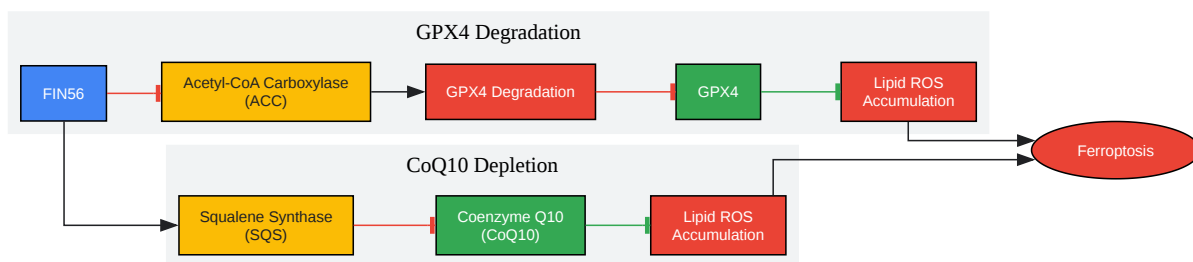 GPX4 Degradation
FIN56
Acetyl-CoA Carboxylase
(ACC)
GPX4 Degradation
GPX4
Lipid ROS
Accumulation
Ferroptosis
CoQ10 Depletion
Squalene Synthase
(SQS)
Coenzyme Q10
(CoQ10)
Lipid ROS
Accumulation